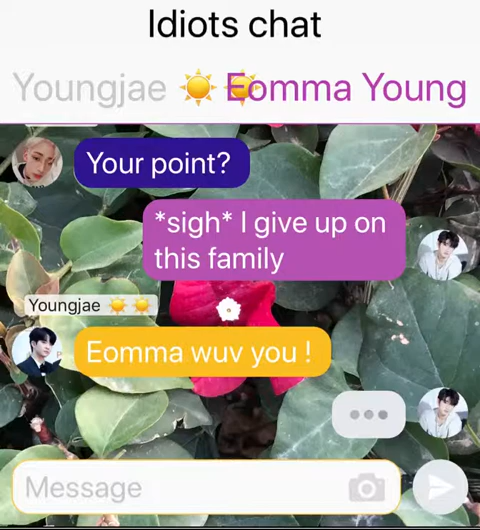 Idiots chat
Youngjae ☀️ Eomma Young
Your point?
*sigh* I give up on
this family
Youngjae ☀️ ☀️
Eomma wuv you !
Message